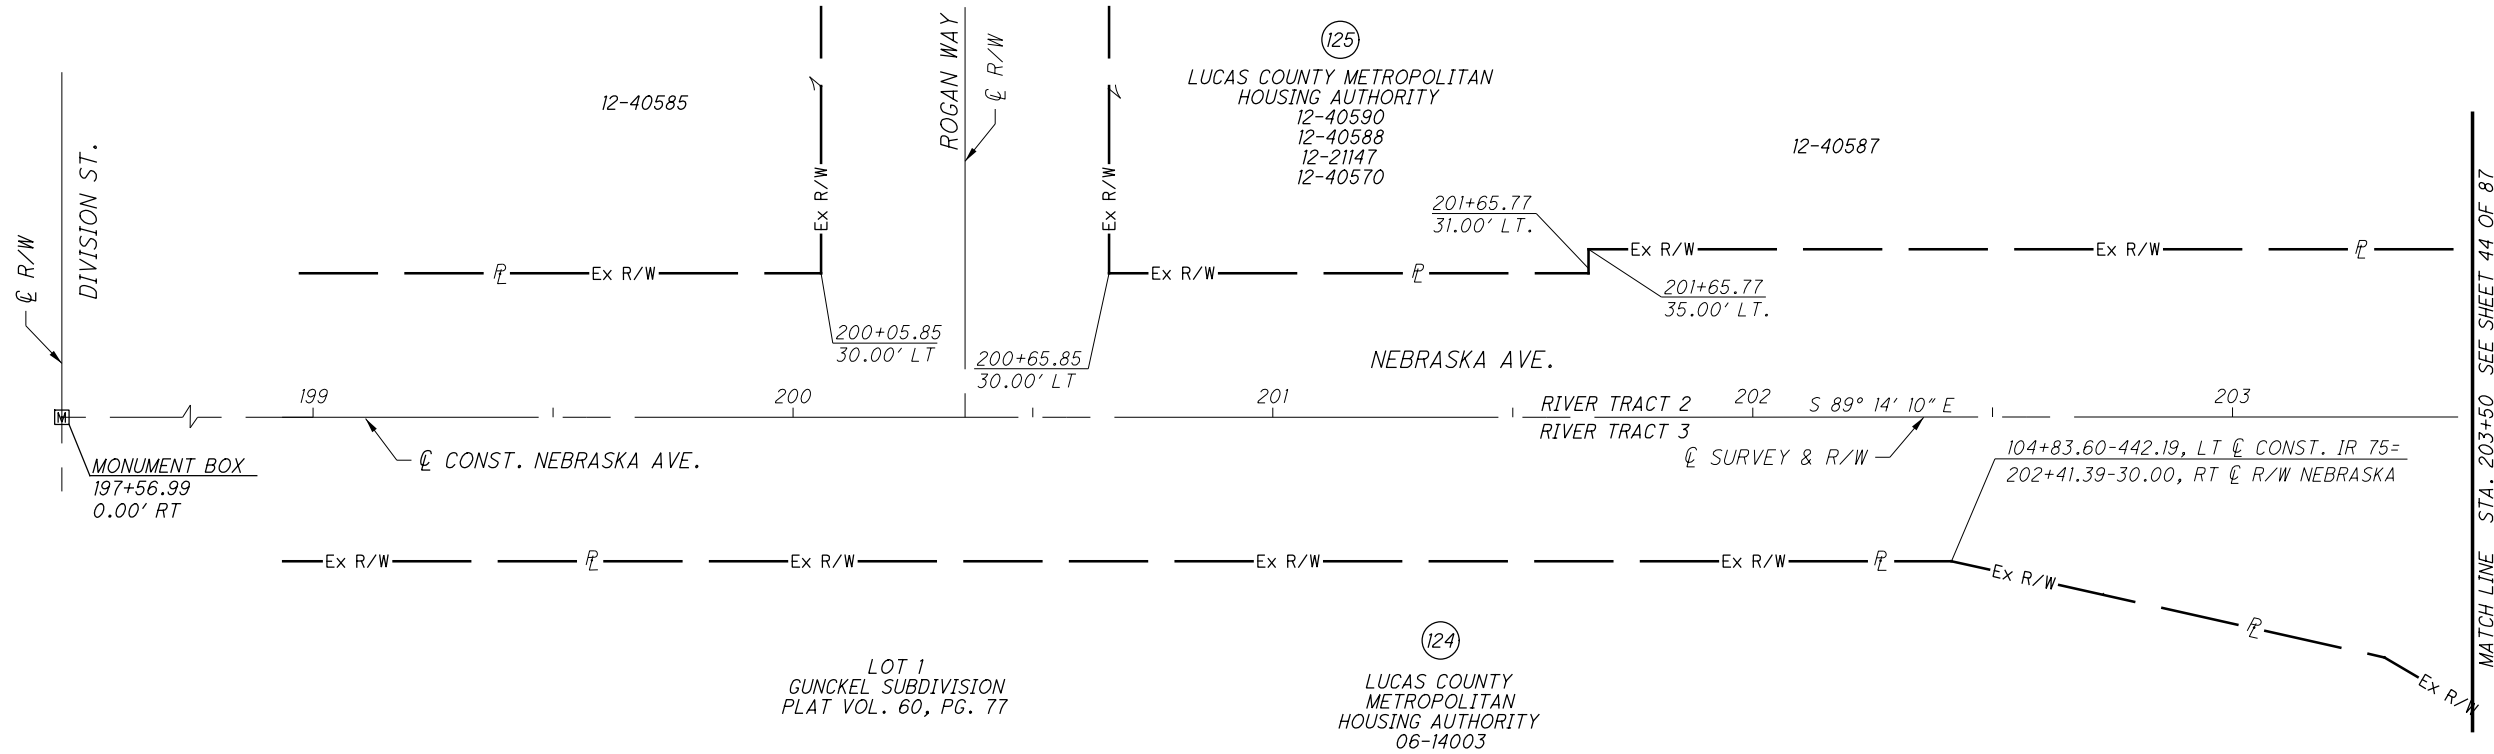 ℄ R/W
DIVISION ST.
12-40585
Ex R/W
ROGAN WAY
℄ R/W
Ex R/W
125
LUCAS COUNTY METROPOLITAN
HOUSING AUTHORITY
12-40590
12-40588
12-21147
12-40570
12-40587
201+65.77
31.00' LT.
201+65.77
35.00' LT.
Ex R/W
Ex R/W
PL
PL
Ex R/W
Ex R/W
PL
200+05.85
30.00' LT
200+65.85
30.00' LT
NEBRASKA AVE.
199
200
201
202
203
RIVER TRACT 2
S 89° 14' 10" E
RIVER TRACT 3
M
MONUMENT BOX
197+56.99
0.00' RT
℄ CONST. NEBRASKA AVE.
℄ SURVEY & R/W
104+83.60-442.19, LT ℄ CONST. IR 75=
202+41.39-30.00, RT ℄ R/W NEBRASKA
Ex R/W
PL
Ex R/W
Ex R/W
Ex R/W
PL
Ex R/W
PL
Ex R/W
LOT 1
GUNCKEL SUBDIVISION
PLAT VOL. 60, PG. 77
124
LUCAS COUNTY
METROPOLITAN
HOUSING AUTHORITY
06-14003
MATCH LINE STA. 203+50 SEE SHEET 44 OF 87